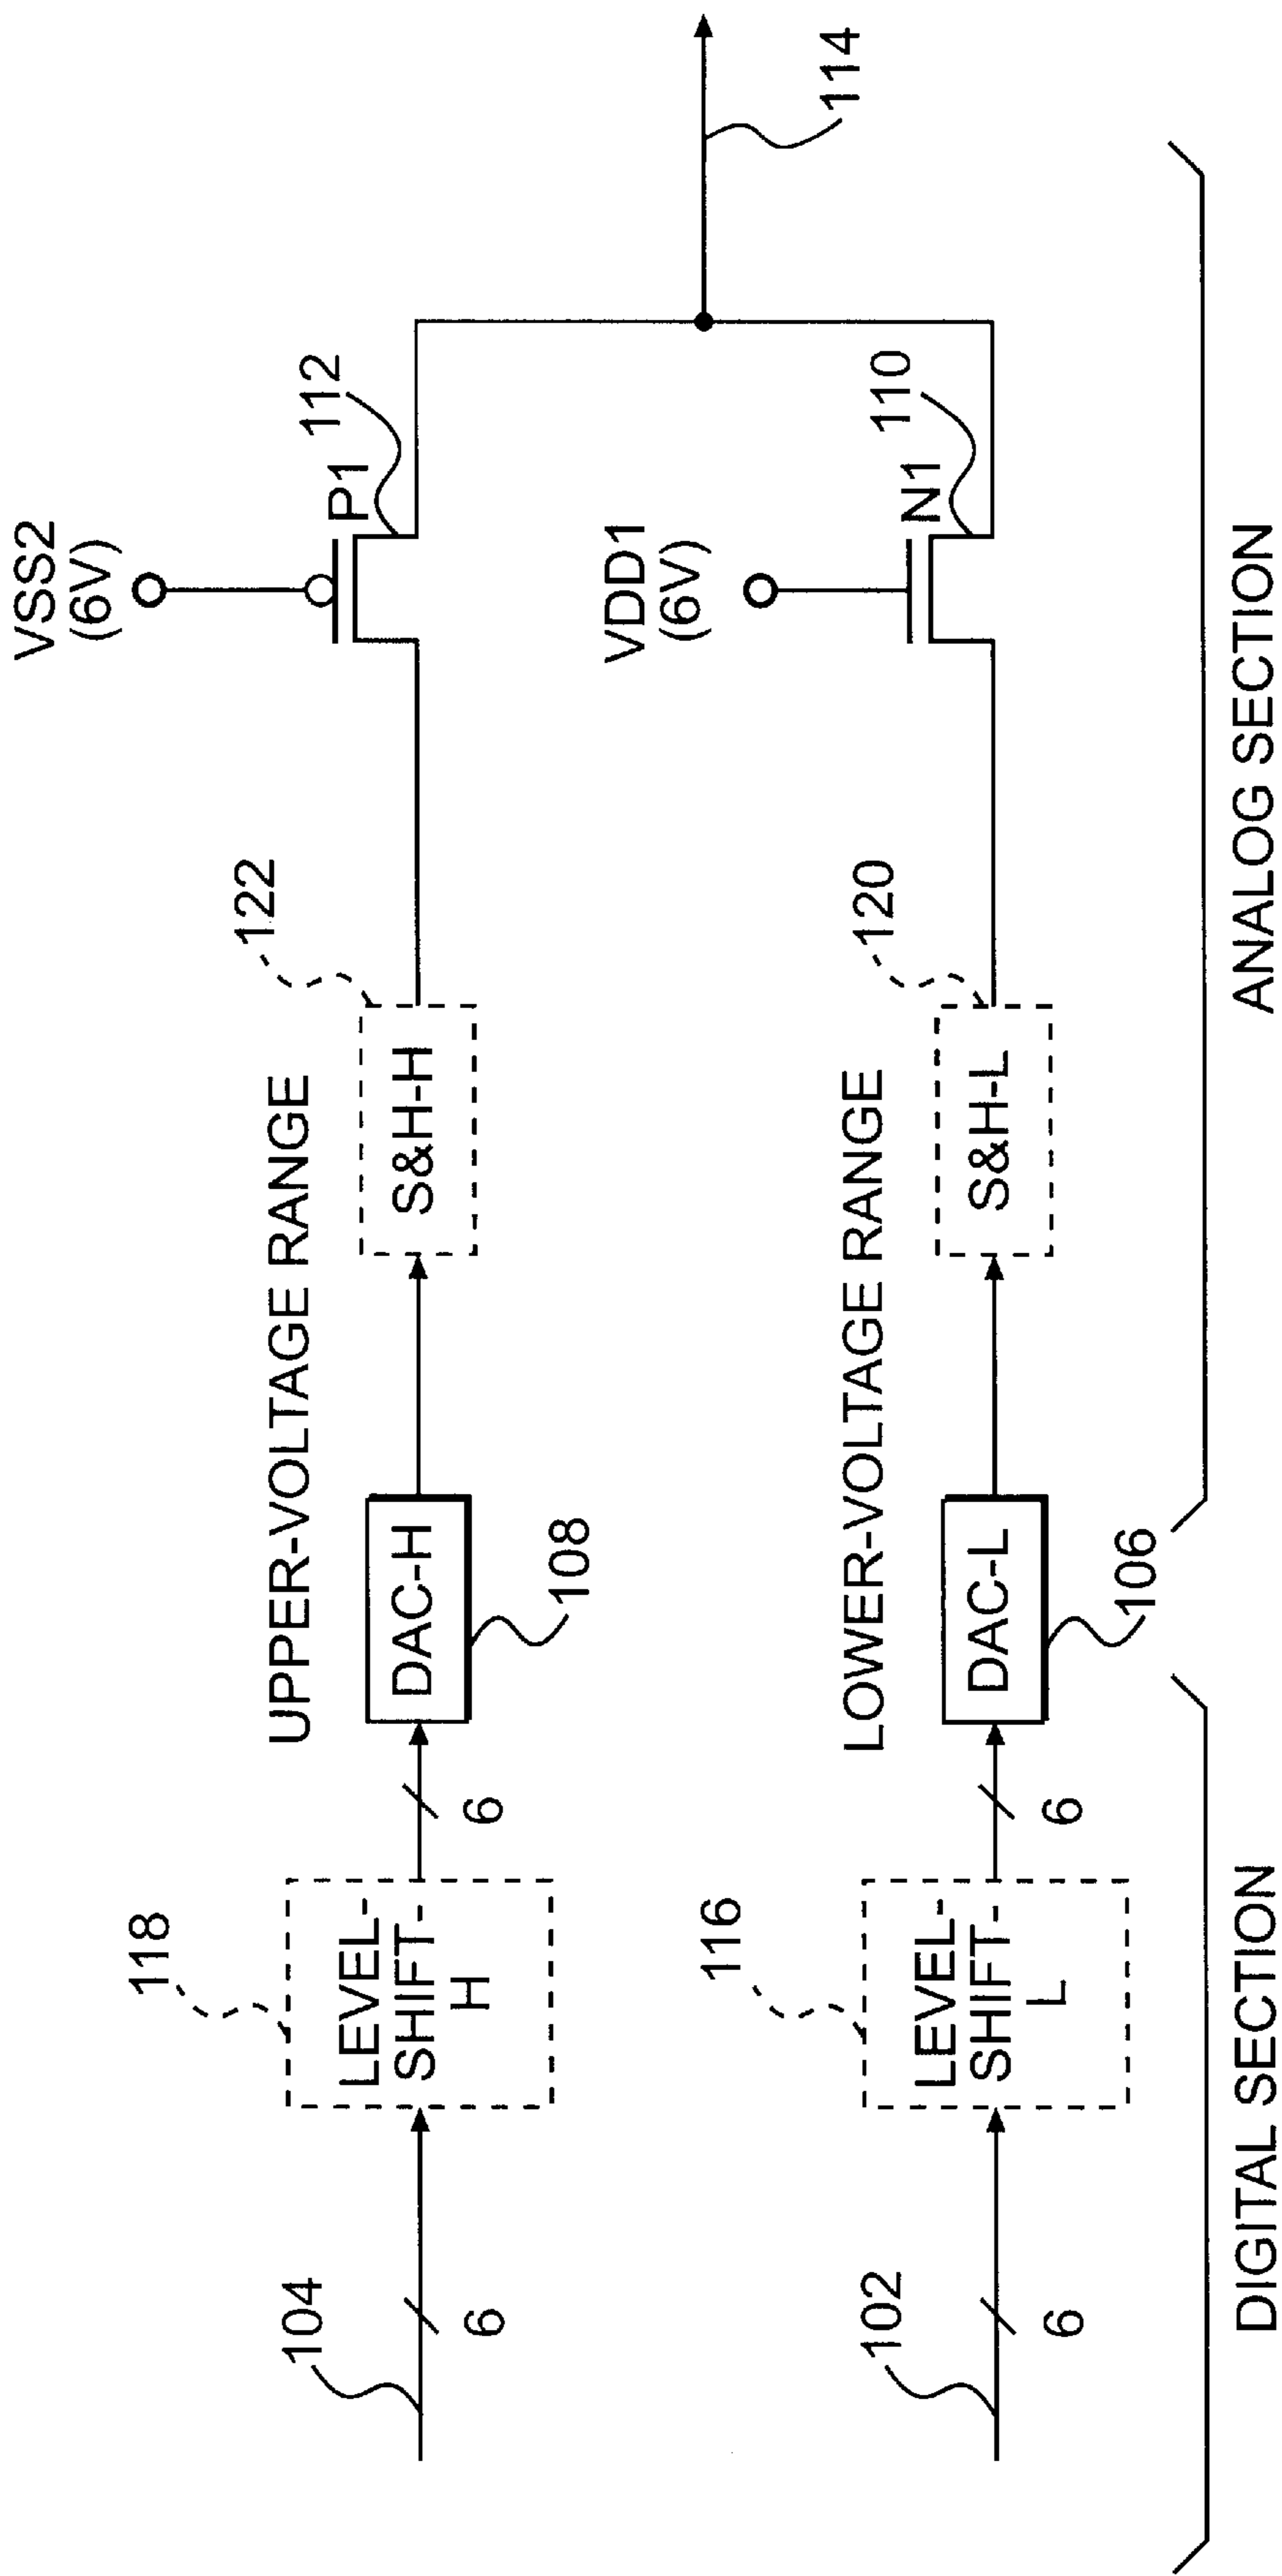 VSS2
(6V)
P1
112
114
118
104
6
LEVEL-
SHIFT-
H
6
UPPER-VOLTAGE RANGE
DAC-H
108
122
S&H-H
VDD1
(6V)
N1
110
116
102
6
LEVEL-
SHIFT-
L
6
LOWER-VOLTAGE RANGE
DAC-L
106
120
S&H-L
DIGITAL SECTION
ANALOG SECTION